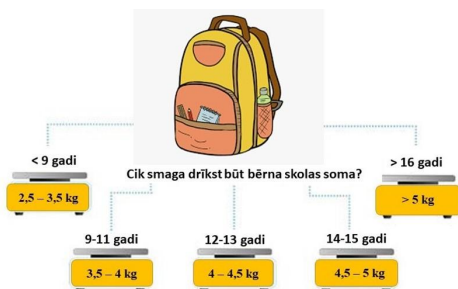 Cik smaga drīkst būt bērna skolas soma?
< 9 gadi
2,5 – 3,5 kg
9-11 gadi
3,5 – 4 kg
12-13 gadi
4 – 4,5 kg
14-15 gadi
4,5 – 5 kg
> 16 gadi
> 5 kg